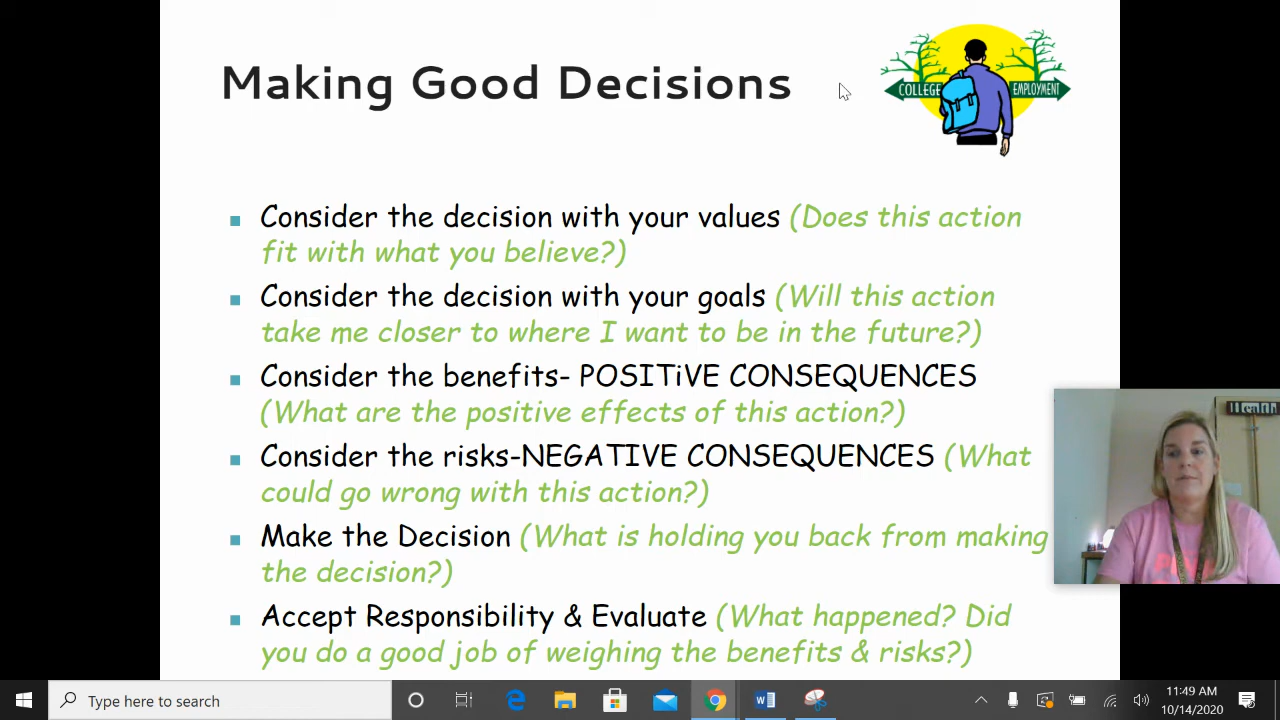 Making Good Decisions
COLLEGE
EMPLOYMENT
Consider the decision with your values (Does this action
fit with what you believe?)
Consider the decision with your goals (Will this action
take me closer to where I want to be in the future?)
Consider the benefits- POSITiVE CONSEQUENCES
(What are the positive effects of this action?)
Consider the risks-NEGATIVE CONSEQUENCES (What
could go wrong with this action?)
Make the Decision (What is holding you back from making
the decision?)
Accept Responsibility & Evaluate (What happened? Did
you do a good job of weighing the benefits & risks?)
Health
Type here to search
11:49 AM
10/14/2020